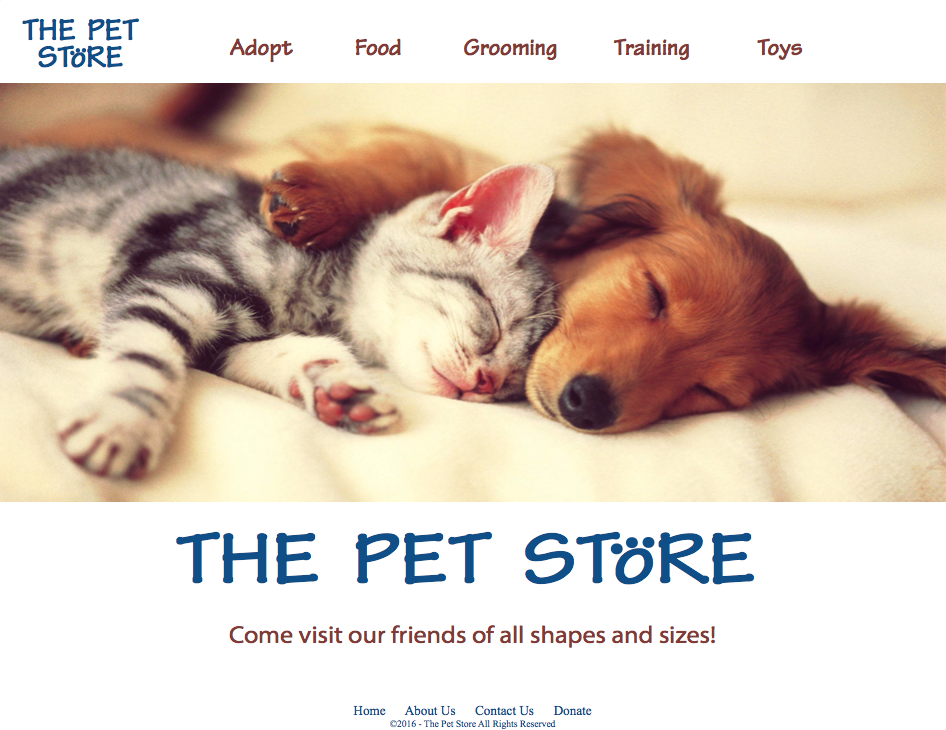 THE PET
STÖRE
Adopt Food Grooming Training Toys
THE PET STÖRE
Come visit our friends of all shapes and sizes!
Home About Us Contact Us Donate
©2016 - The Pet Store All Rights Reserved